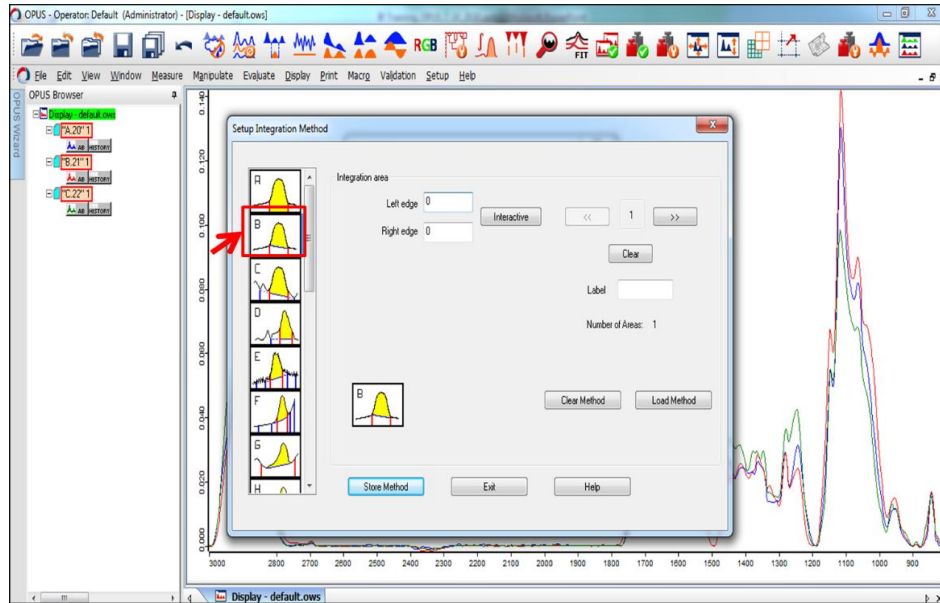 OPUS - Operator: Default (Administrator) - [Display - default.ows]
RGB
FIT
File Edit View Window Measure Manipulate Evaluate Display Print Macro Validation Setup Help
OPUS Browser
OPUS Wizard
Display - default.ows
"A.20" 1
AB HISTORY
"B.21" 1
AB HISTORY
"C.22" 1
AB HISTORY
Setup Integration Method
A
B
C
D
E
F
G
H
Integration area
Left edge 0
Right edge 0
Interactive
<< 1 >>
Clear
Label
Number of Areas: 1
B
Clear Method
Load Method
Store Method
Exit
Help
0.140
0.120
0.100
0.080
0.060
0.040
0.020
0.000
3000 2800 2700 2600 2500 2400 2300 2200 2100 2000 1900 1800 1700 1600 1500 1400 1300 1200 1100 1000 900
Display - default.ows